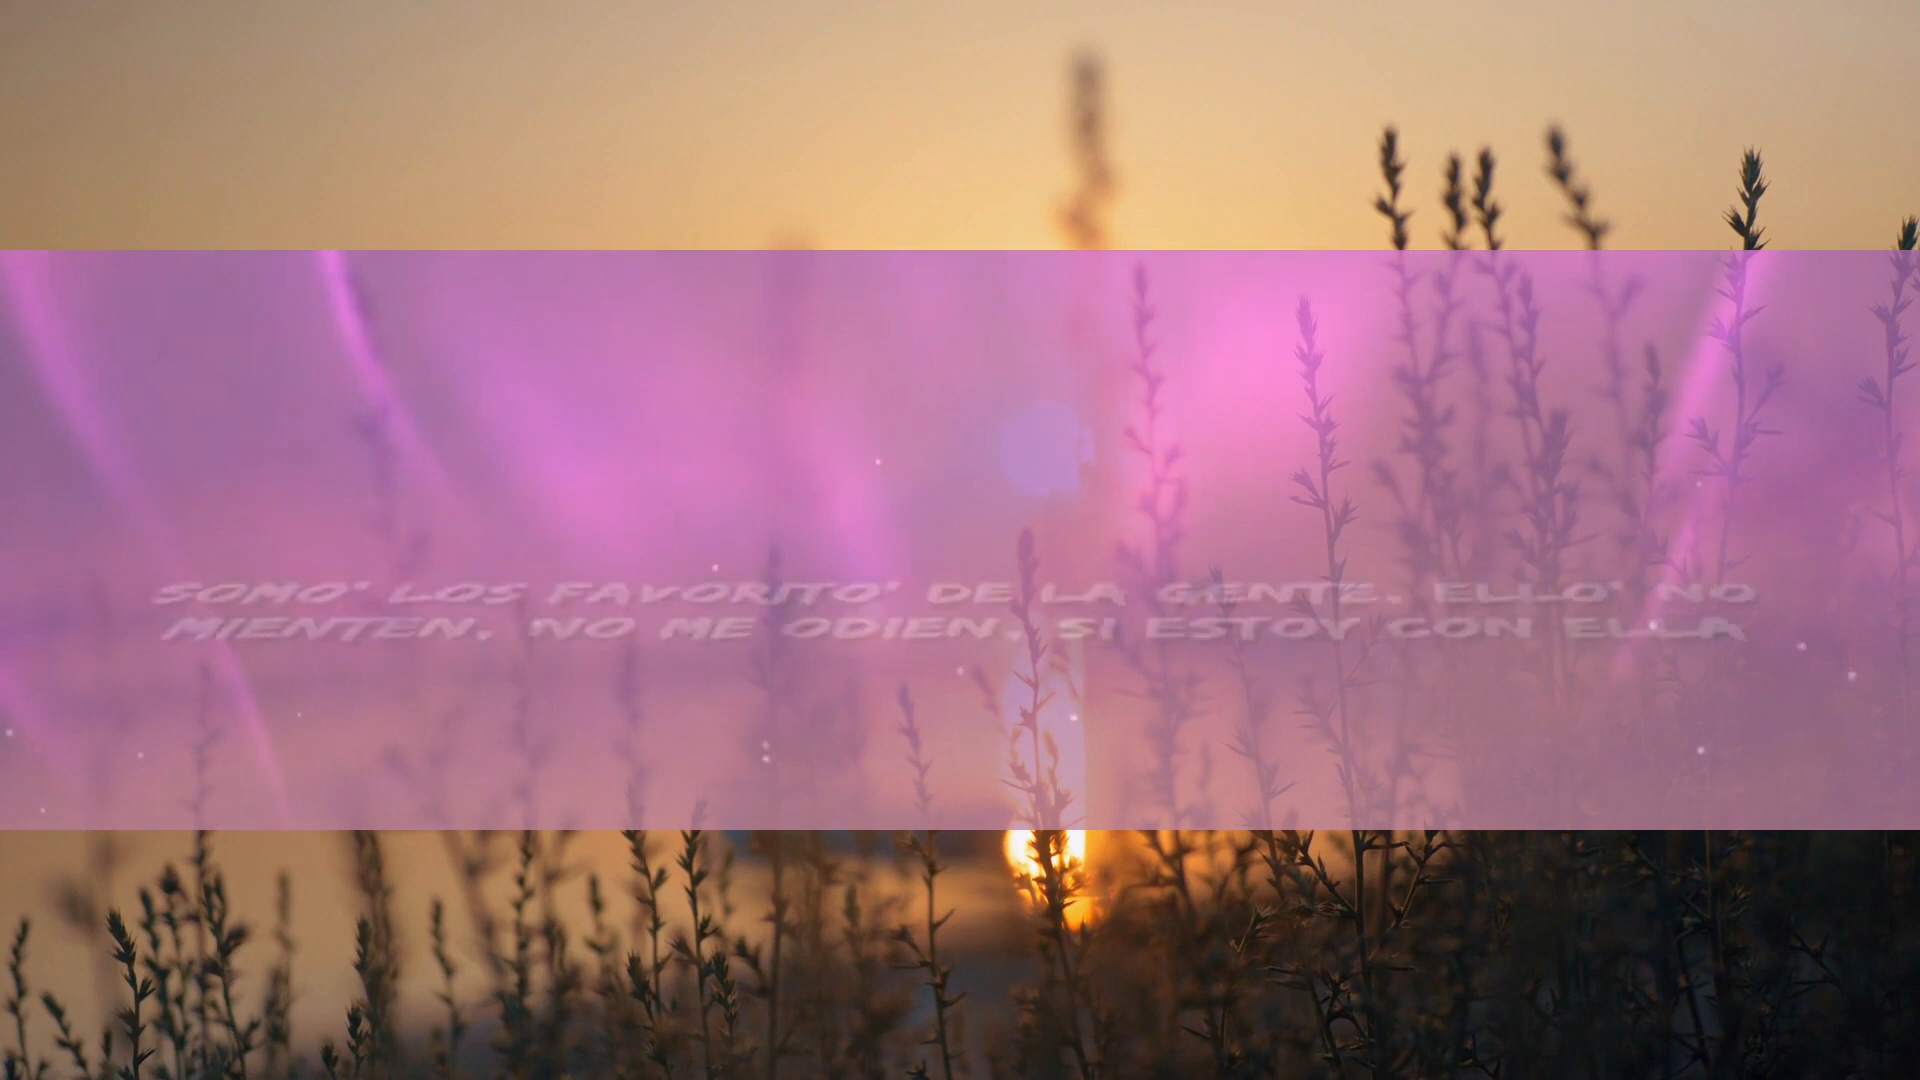 SOMO' LOS FAVORITO' DE LA GENTE, ELLO' NO
MIENTEN, NO ME ODIEN, SI ESTOY CON ELLA